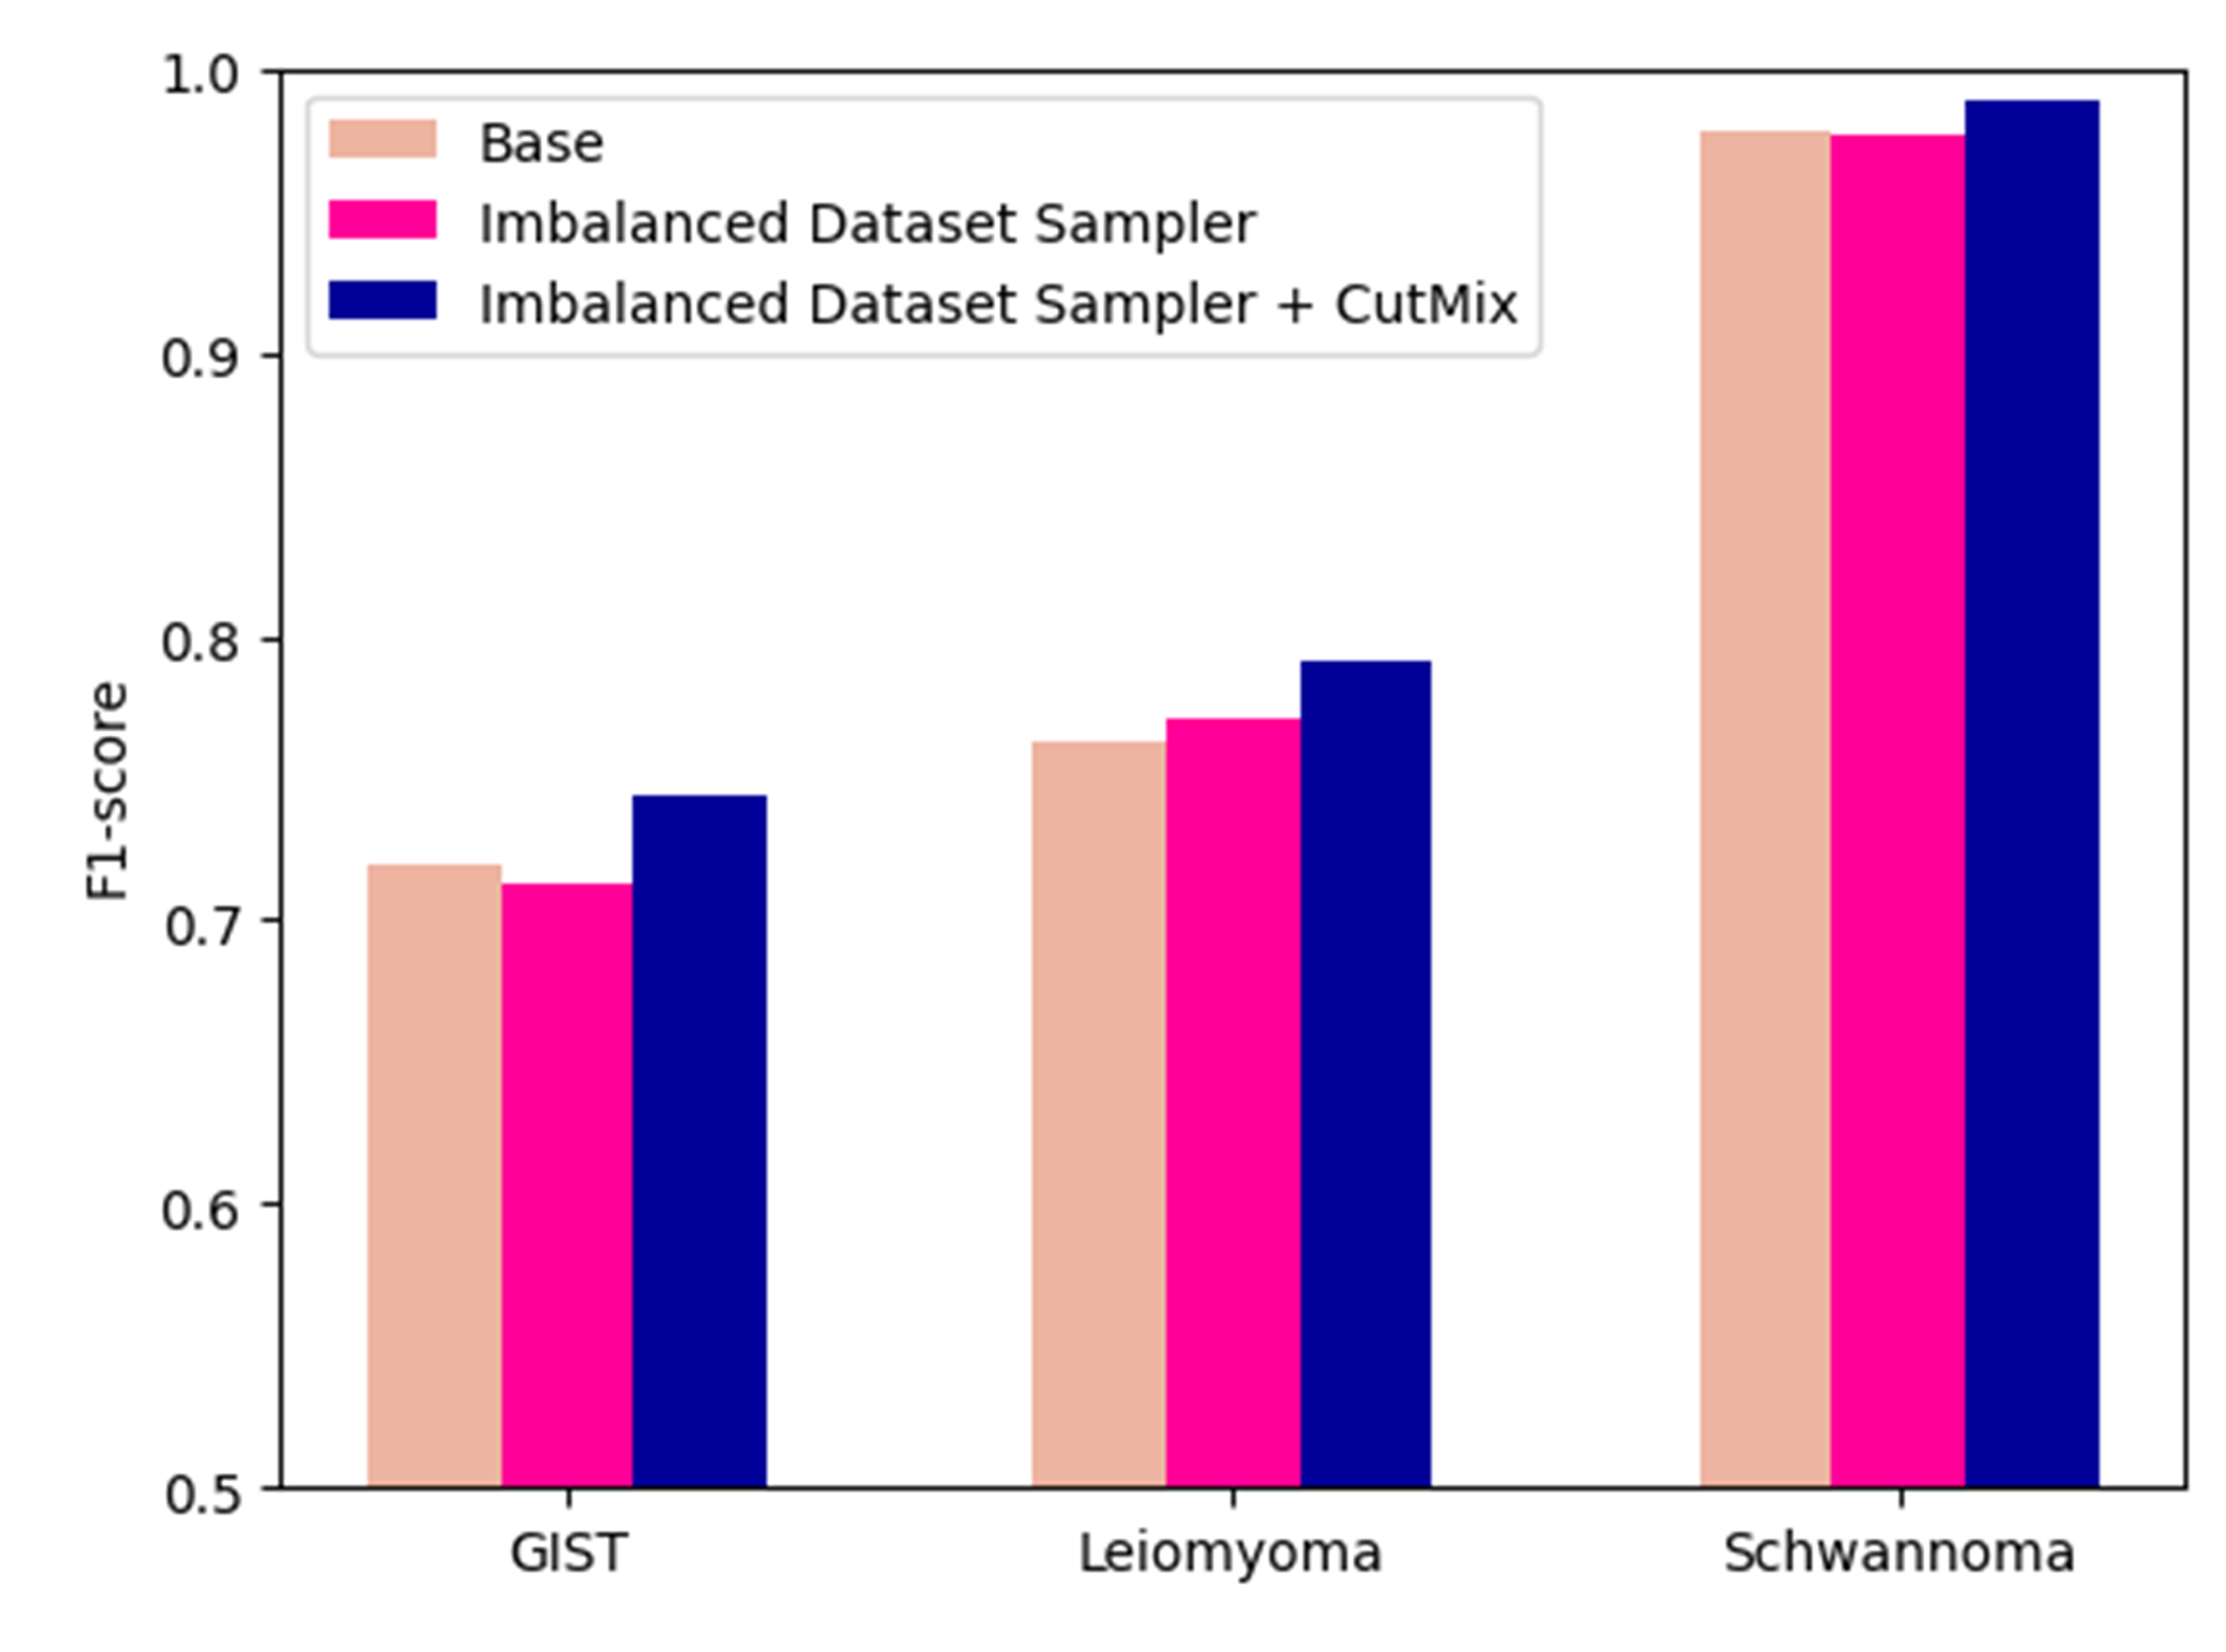 1.0
Base
Imbalanced Dataset Sampler
Imbalanced Dataset Sampler + CutMix
0.9
0.8
F1-score
0.7
0.6
0.5
GIST
Leiomyoma
Schwannoma